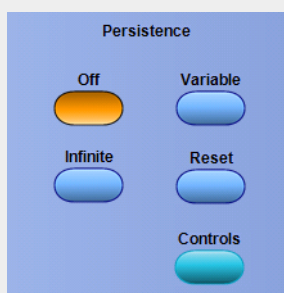 Persistence
Off Variable
Infinite Reset
Controls